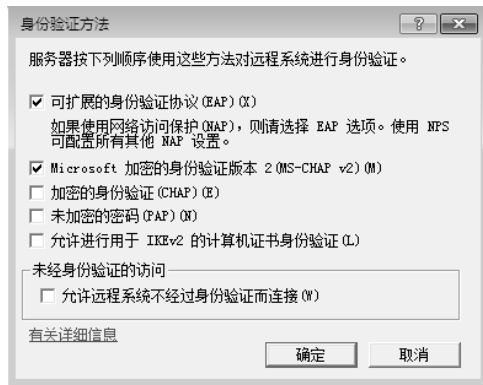 身份验证方法
服务器按下列顺序使用这些方法对远程系统进行身份验证。
可扩展的身份验证协议(EAP)(X)
如果使用网络访问保护(NAP)，则请选择 EAP 选项。使用 NPS
可配置所有其他 NAP 设置。
Microsoft 加密的身份验证版本 2(MS-CHAP v2)(M)
加密的身份验证(CHAP)(E)
未加密的密码(PAP)(N)
允许进行用于 IKEv2 的计算机证书身份验证(L)
未经身份验证的访问
允许远程系统不经过身份验证而连接(W)
有关详细信息
确定 取消